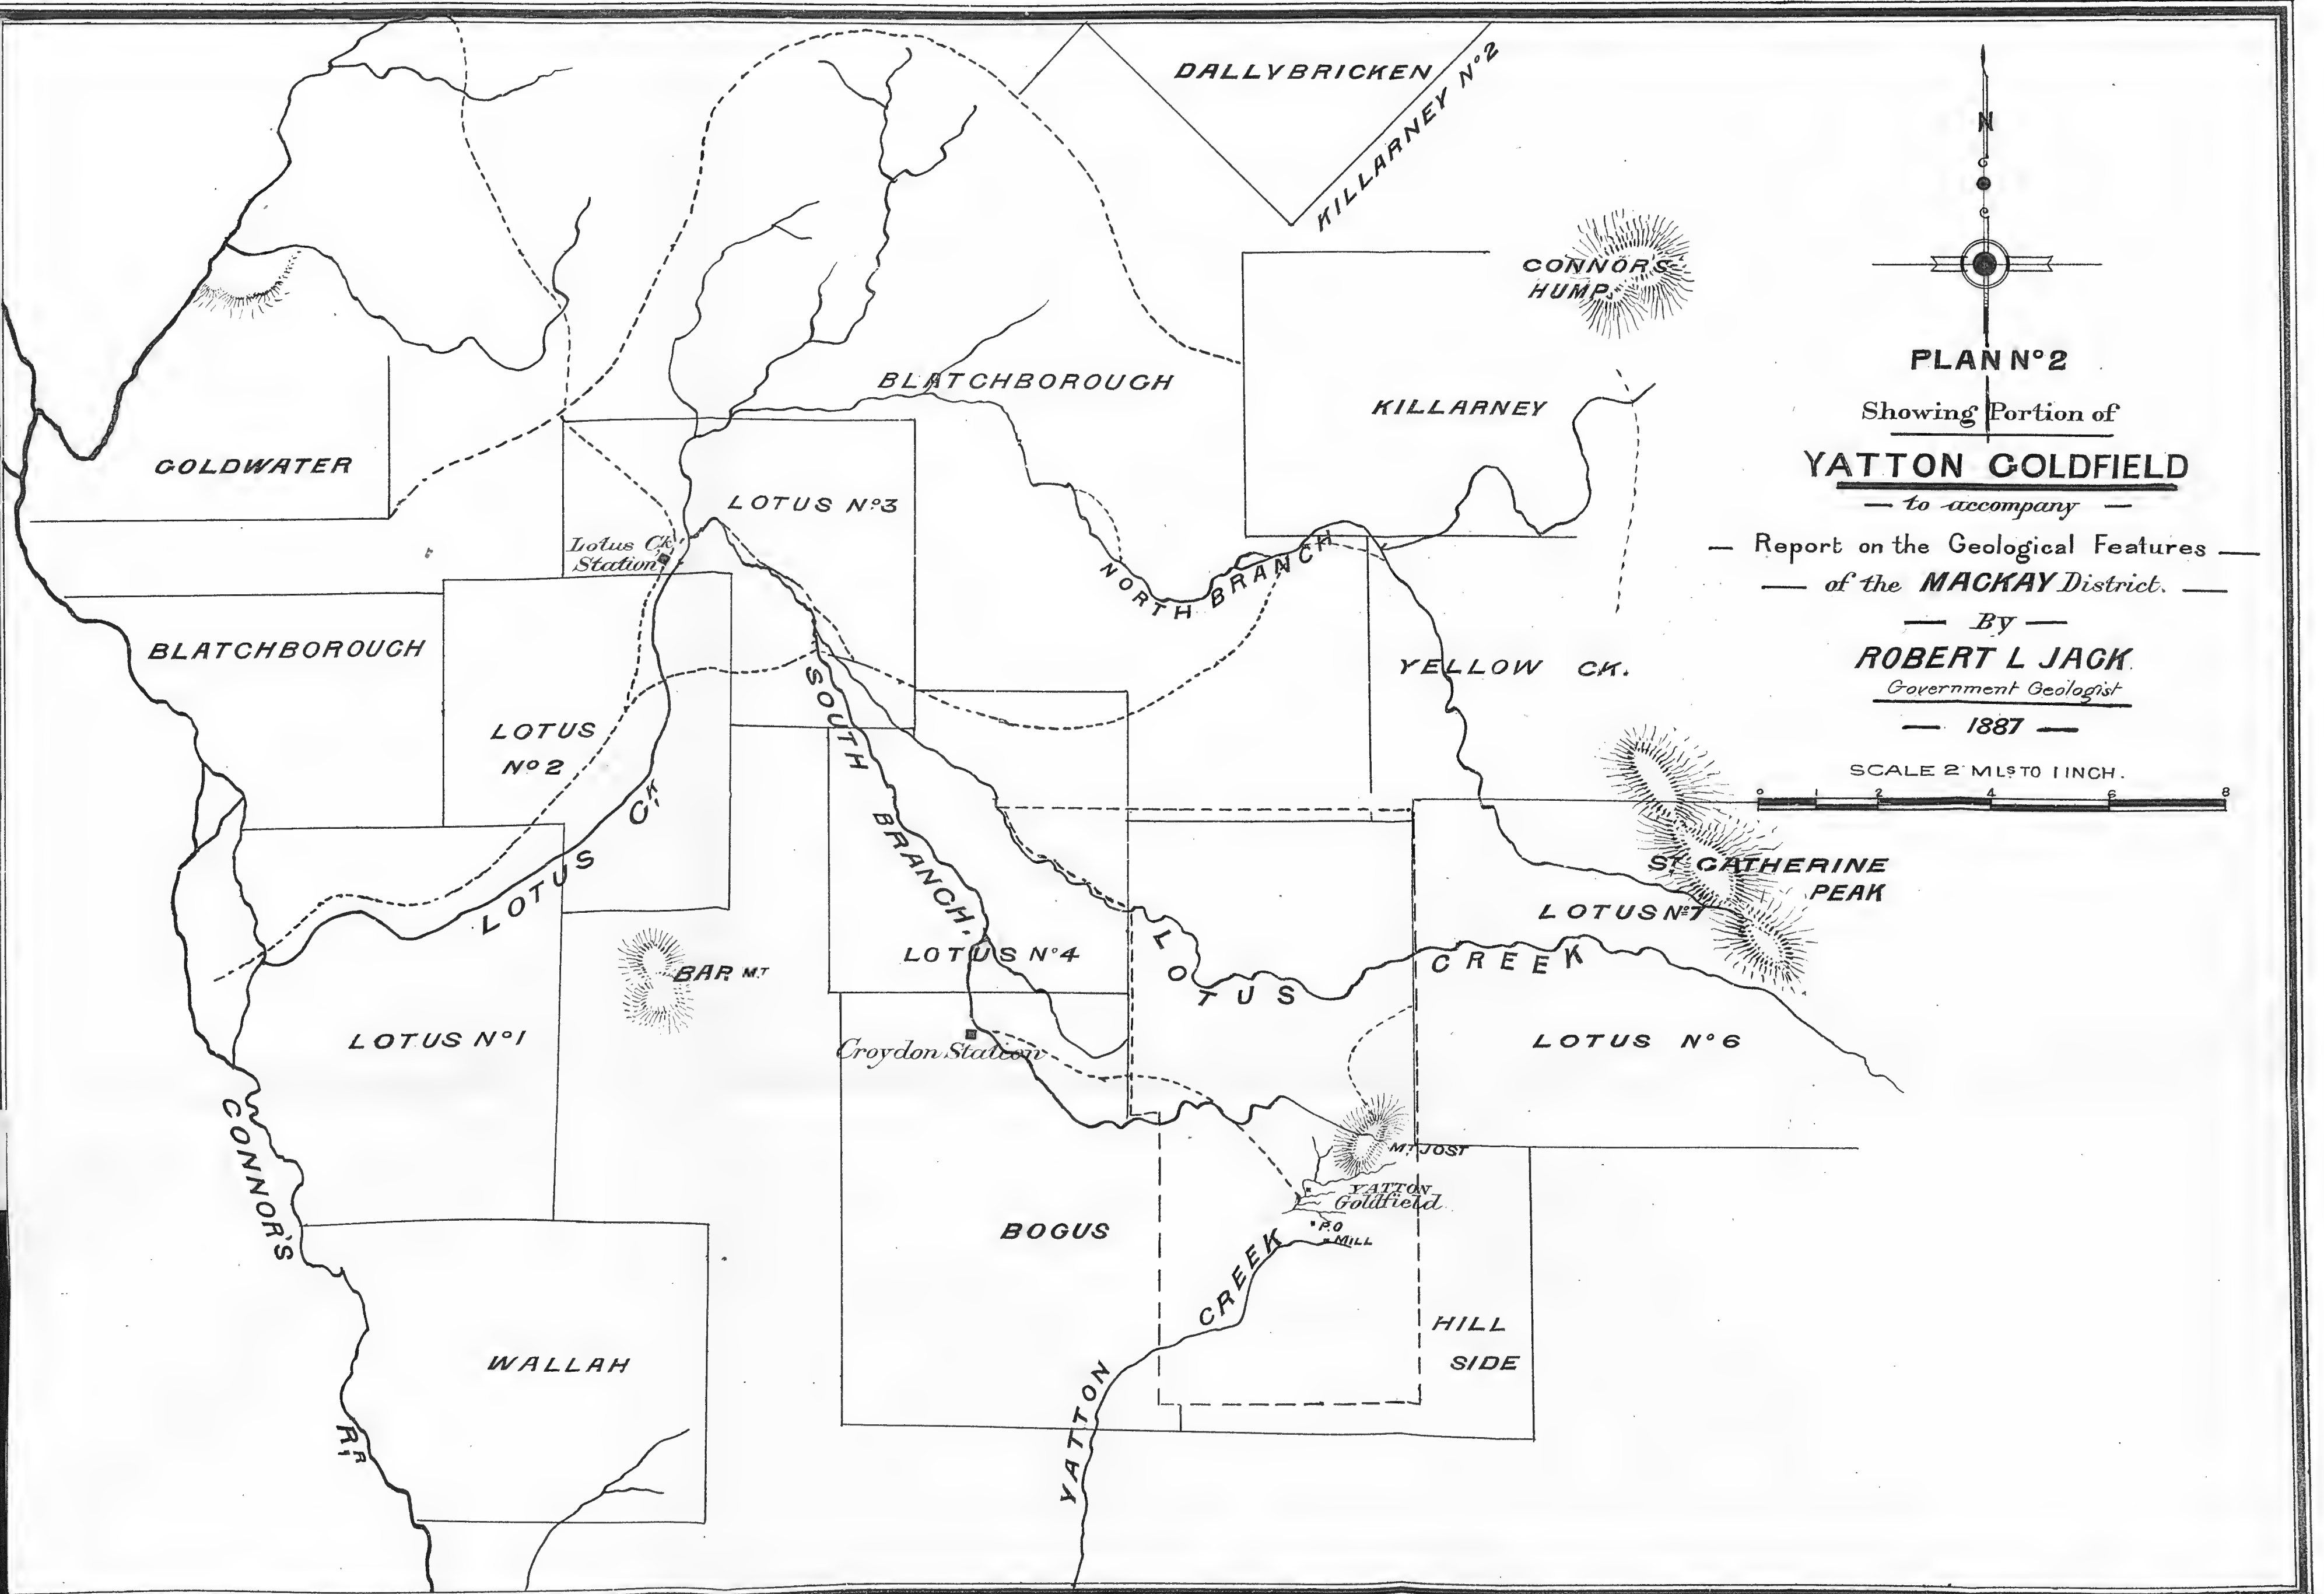 DALLYBRICKEN
KILLARNEY Nº2
N
CONNORS
HUMP.
PLAN Nº2
Showing Portion of
YATTON GOLDFIELD
to accompany
Report on the Geological Features
of the MACKAY District.
By
ROBERT L JACK.
Government Geologist
1887
SCALE 2 MLS TO 1 INCH.
0 2 4 6 8
BLATCHBOROUGH
KILLARNEY
GOLDWATER
LOTUS Nº3
Lotus Ck
Station
NORTH BRANCH
BLATCHBOROUGH
YELLOW CK.
LOTUS
Nº2
SOUTH BRANCH.
LOTUS CK
ST. CATHERINE
PEAK
LOTUS Nº7
LOTUS CREEK
LOTUS Nº4
BAR MT
LOTUS Nº1
LOTUS Nº6
Croydon Station
CONNOR'S RR
MT JOST
YATTON
Goldfield
P.O
MILL
BOGUS
YATTON CREEK
HILL
SIDE
WALLAH